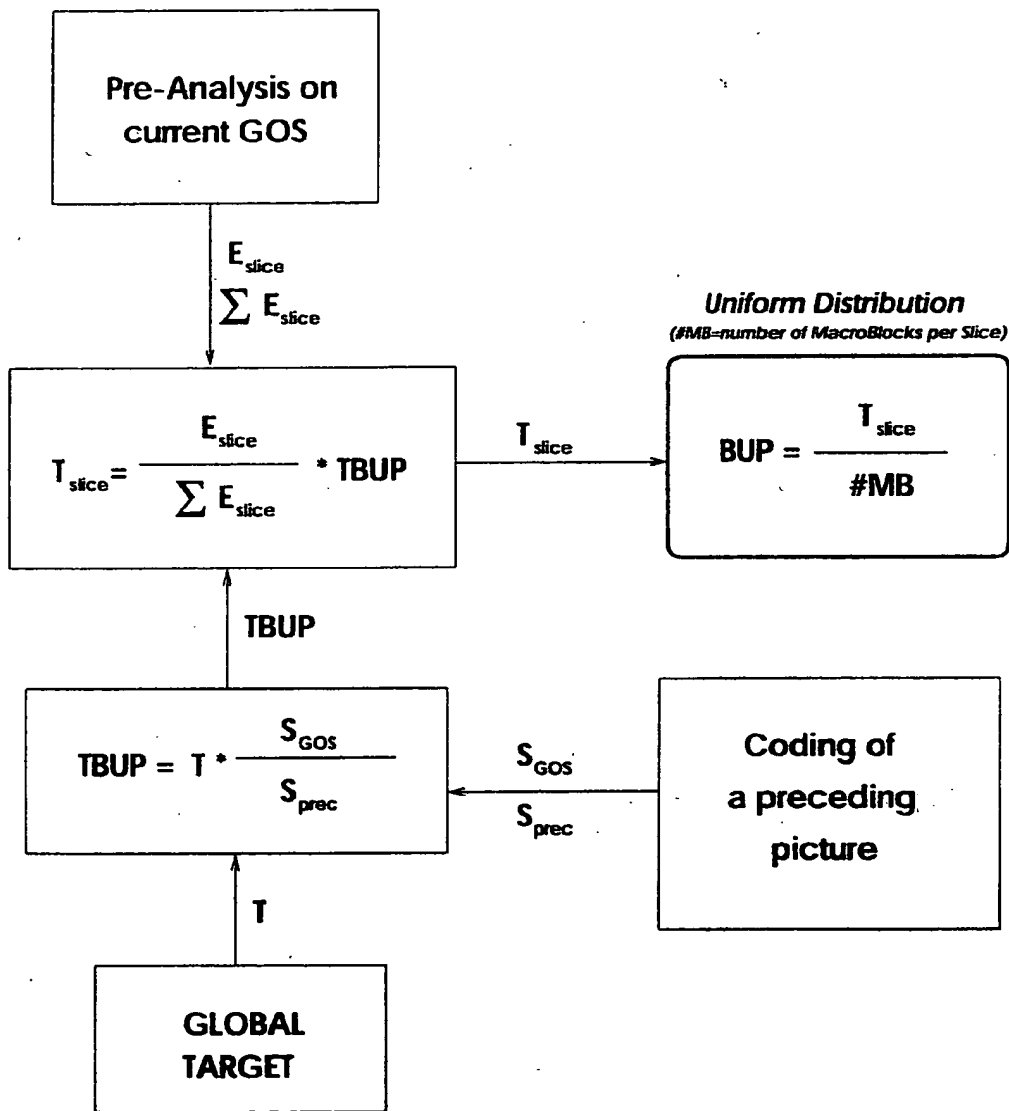 Pre-Analysis on
current GOS
E_slice
∑ E_slice
Uniform Distribution
(#MB=number of MacroBlocks per Slice)
T_slice = E_slice / ∑ E_slice * TBUP
T_slice
BUP = T_slice / #MB
TBUP
TBUP = T * S_GOS / S_prec
S_GOS
S_prec
Coding of
a preceding
picture
T
GLOBAL
TARGET